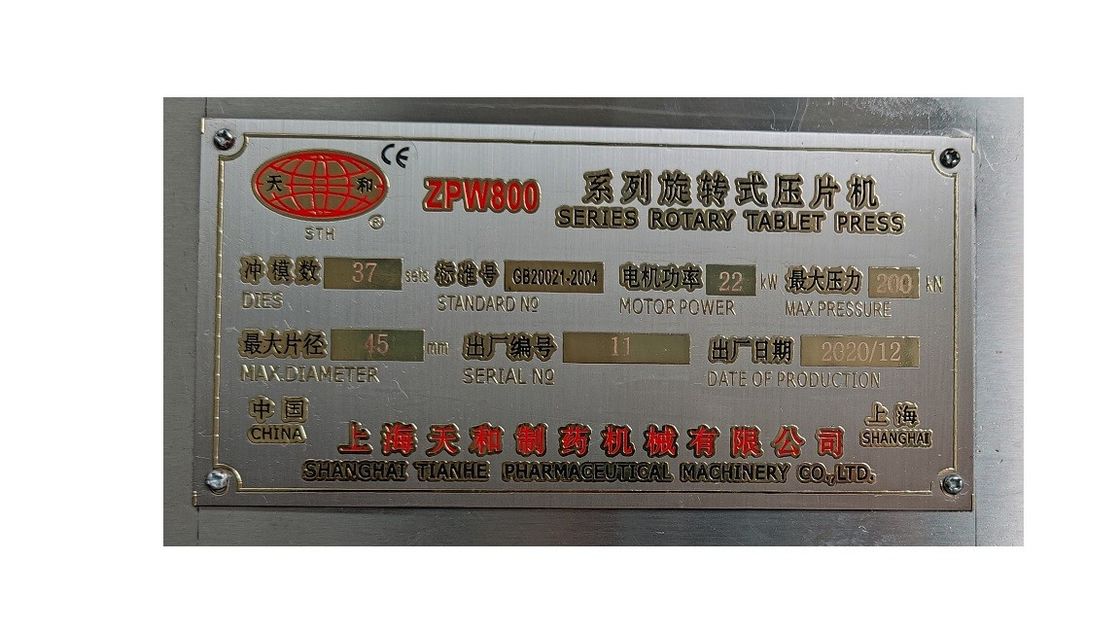 天 和
®
STH
CE
ZPW800 系列旋转式压片机
SERIES ROTARY TABLET PRESS
冲模数 37 sets 标准号 GB20021-2004 电机功率 22 kW 最大压力 200 kN
DIES STANDARD № MOTOR POWER MAX.PRESSURE
最大片径 45 mm 出厂编号 11 出厂日期 2020/12
MAX.DIAMETER SERIAL № DATE OF PRODUCTION
中国 上海
CHINA SHANGHAI
上海天和制药机械有限公司
SHANGHAI TIANHE PHARMACEUTICAL MACHINERY CO.,LTD.